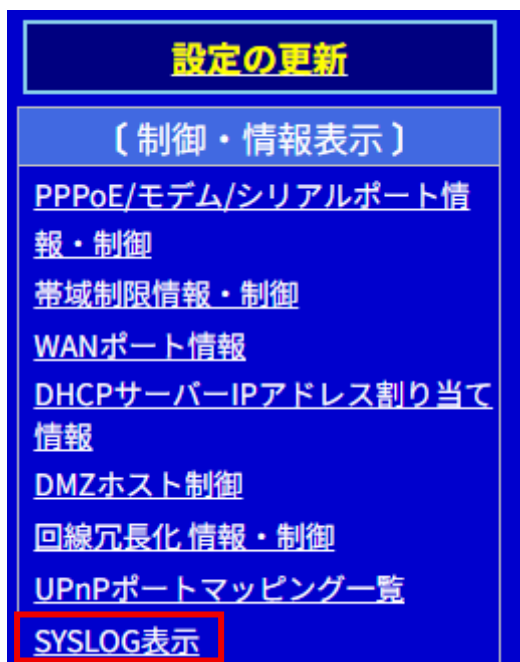 設定の更新
〔 制御・情報表示 〕
PPPoE/モデム/シリアルポート情
報・制御
帯域制限情報・制御
WANポート情報
DHCPサーバーIPアドレス割り当て
情報
DMZホスト制御
回線冗長化 情報・制御
UPnPポートマッピング一覧
SYSLOG表示